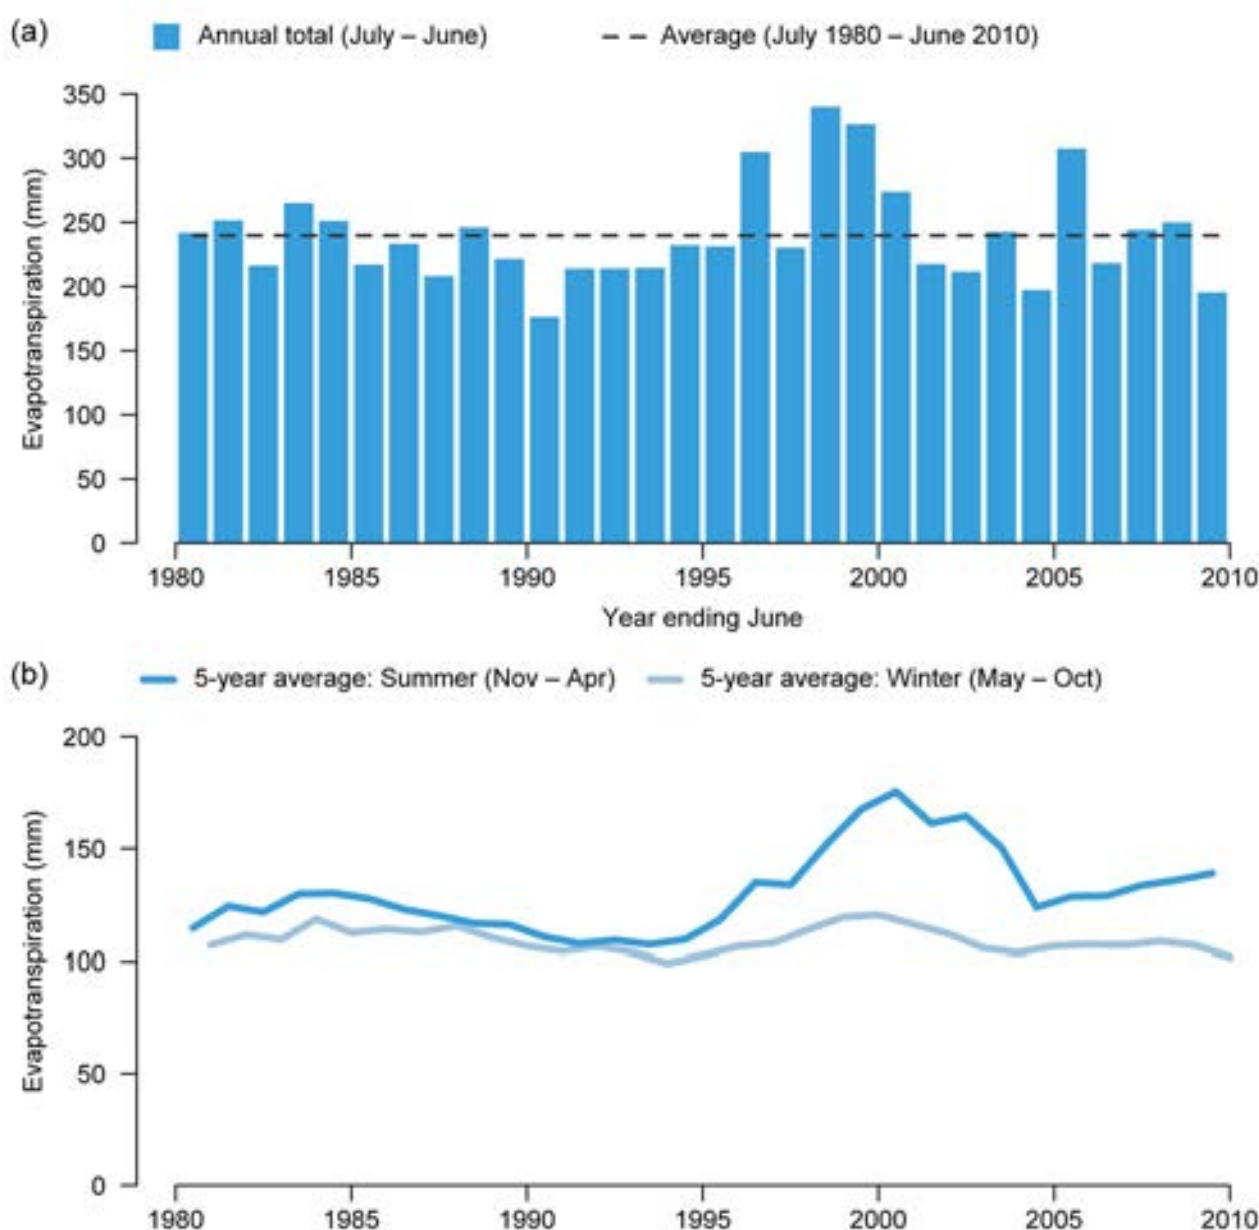 (a)
Annual total (July – June)
Average (July 1980 – June 2010)
350
300
250
200
150
100
50
0
Evapotranspiration (mm)
1980 1985 1990 1995 2000 2005 2010
Year ending June
(b)
5-year average: Summer (Nov – Apr)
5-year average: Winter (May – Oct)
200
150
100
50
0
Evapotranspiration (mm)
1980 1985 1990 1995 2000 2005 2010